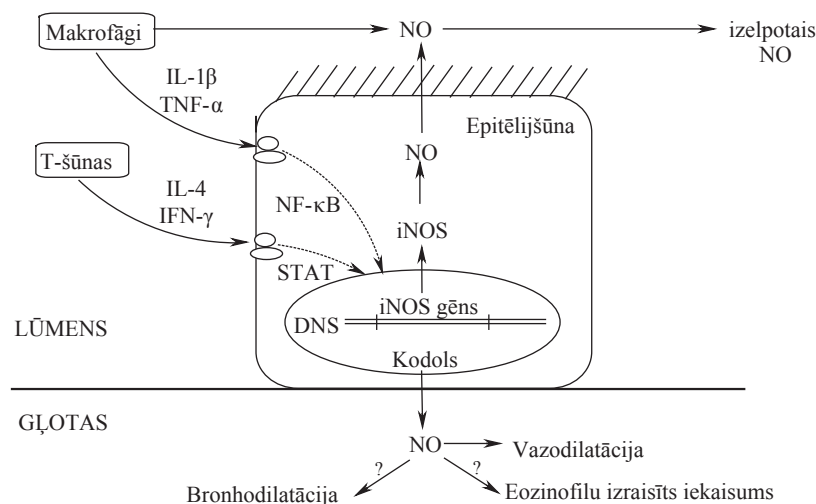 Makrofāgi
NO
izelpotais
NO
IL-1β
TNF-α
Epitēlijšūna
NO
T-šūnas
IL-4
IFN-γ
NF-κB
iNOS
STAT
iNOS gēns
DNS
LŪMENS
Kodols
GĻOTAS
NO
Vazodilatācija
?
?
Bronhodilatācija
Eozinofilu izraisīts iekaisums